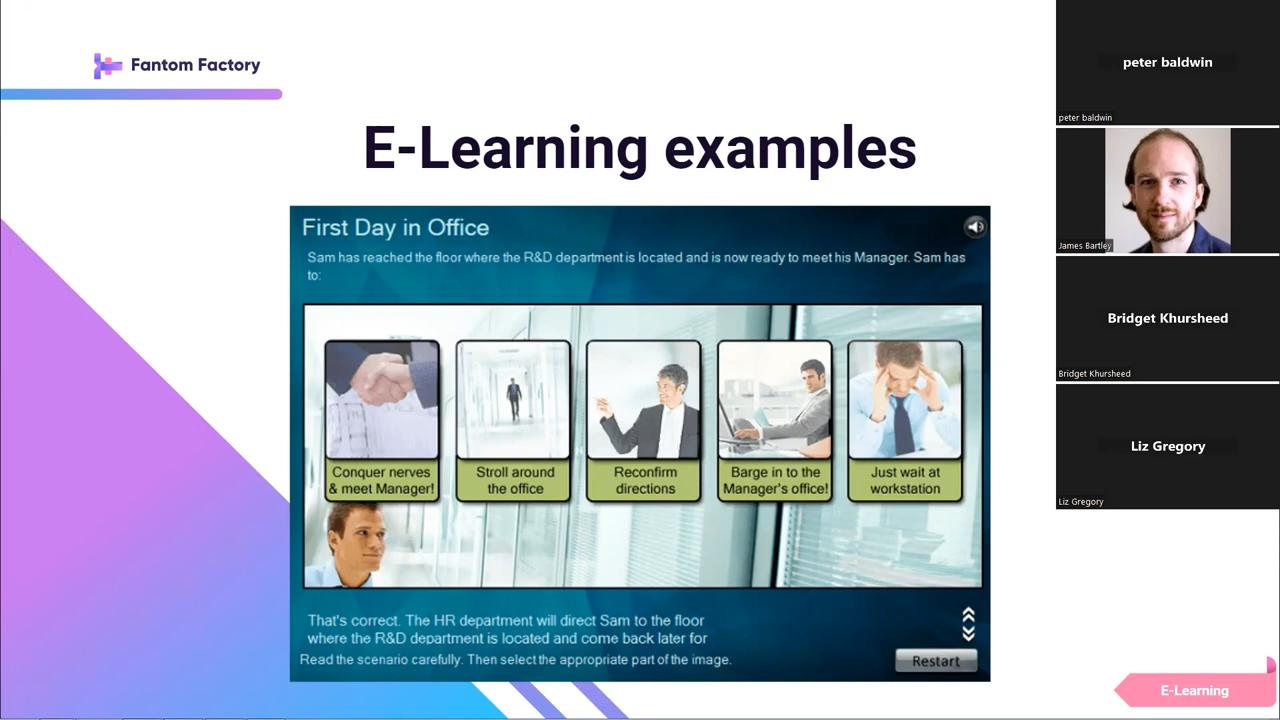 Fantom Factory
E-Learning examples
First Day in Office
Sam has reached the floor where the R&D department is located and is now ready to meet his Manager. Sam has
to:
Conquer nerves
& meet Manager!
Stroll around
the office
Reconfirm
directions
Barge in to the
Manager's office!
Just wait at
workstation
That's correct. The HR department will direct Sam to the floor
where the R&D department is located and come back later for
Read the scenario carefully. Then select the appropriate part of the image.
Restart
E-Learning
peter baldwin
peter baldwin
James Bartley
Bridget Khursheed
Bridget Khursheed
Liz Gregory
Liz Gregory